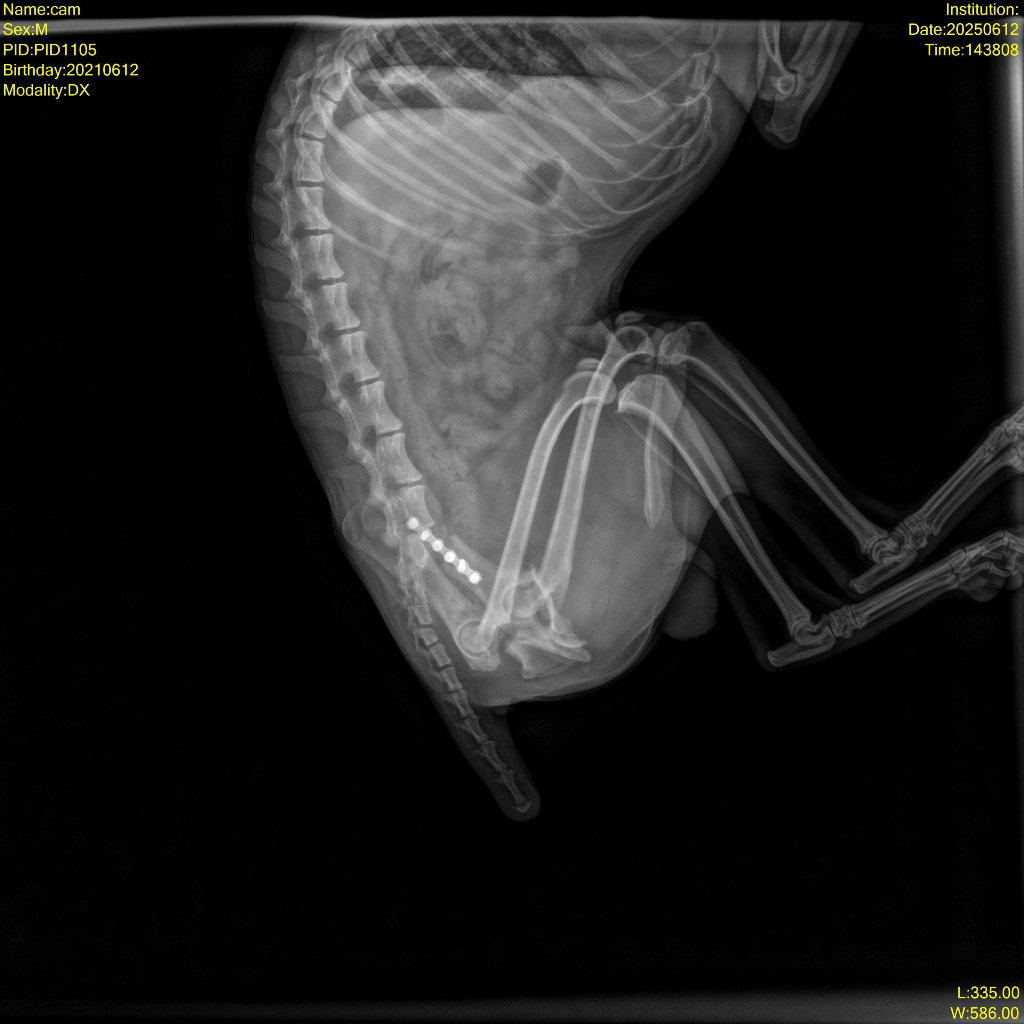 Name:cam
Sex:M
PID:PID1105
Birthday:20210612
Modality:DX
Institution:
Date:20250612
Time:143808
L:335.00
W:586.00